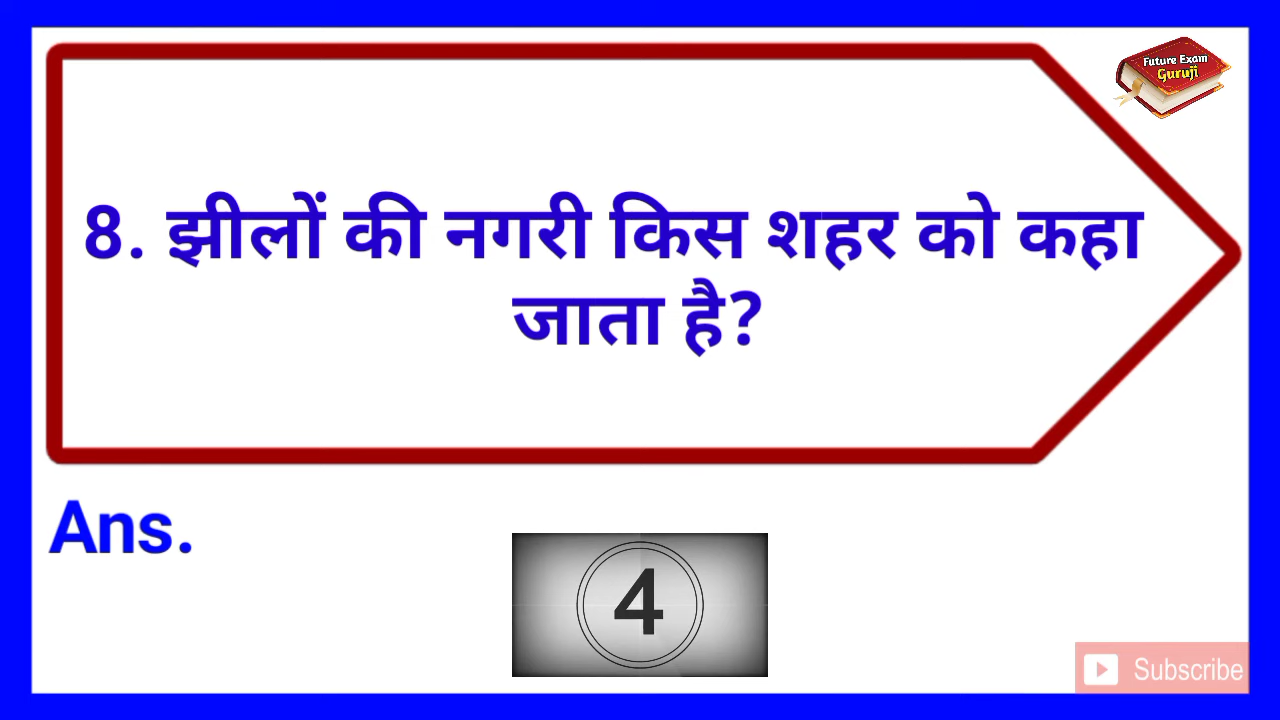 Future Exam
Guruji
8. झीलों की नगरी किस शहर को कहा
जाता है?
Ans.
4
Subscribe